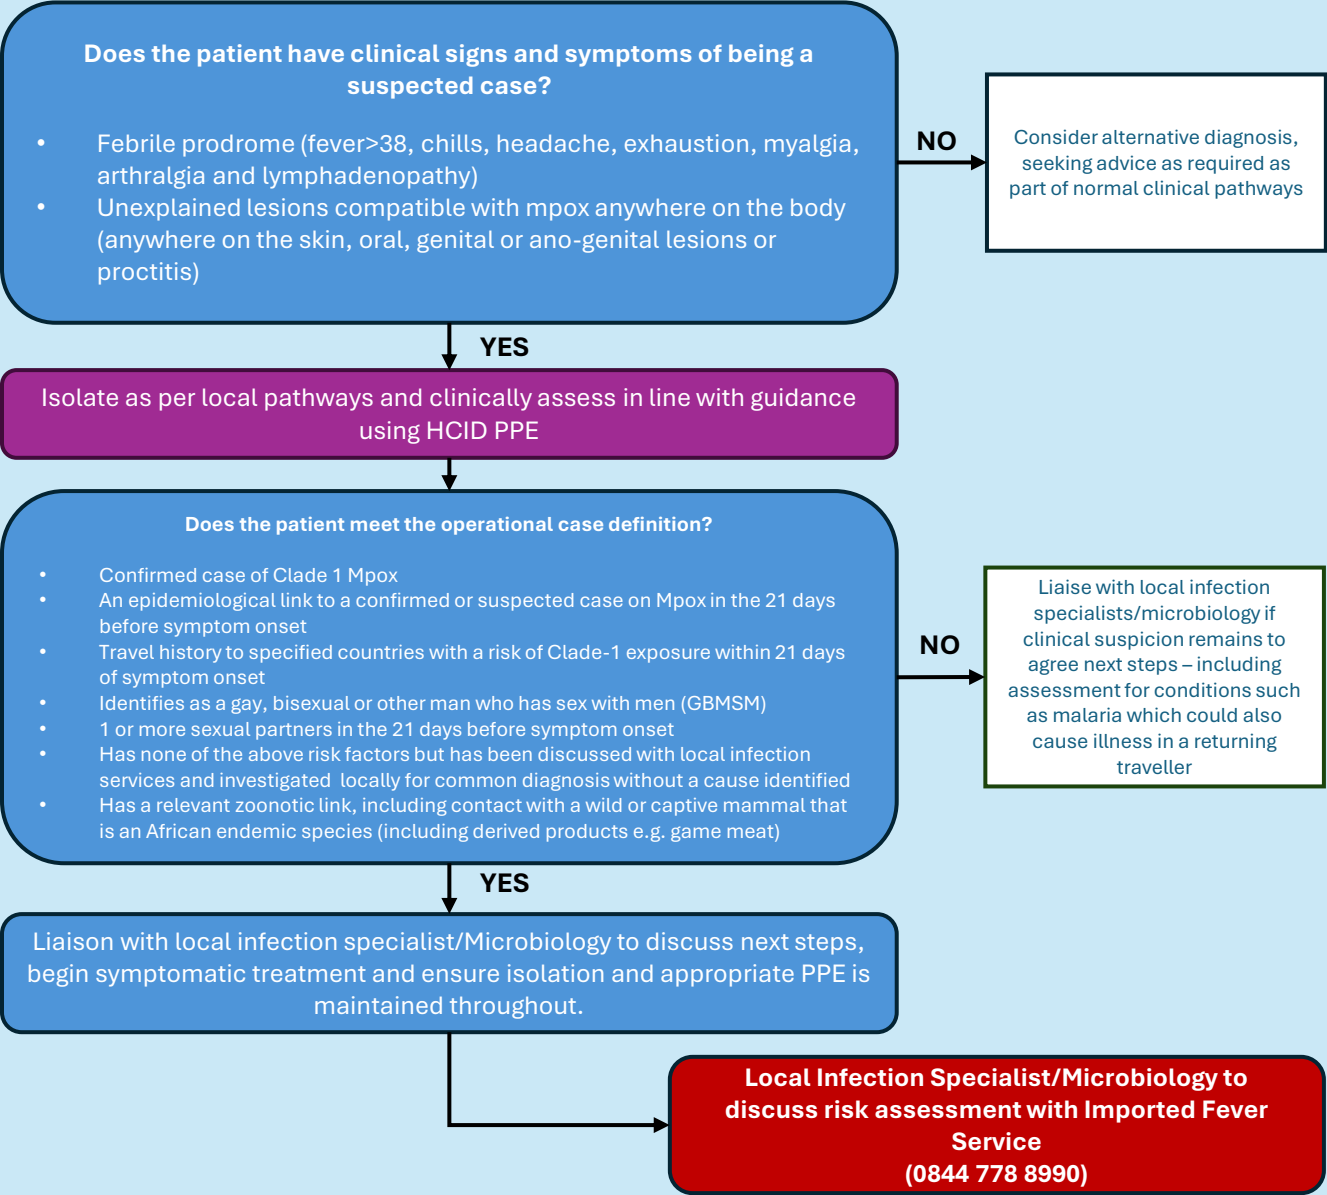 Does the patient have clinical signs and symptoms of being a
suspected case?
• Febrile prodrome (fever>38, chills, headache, exhaustion, myalgia,
arthralgia and lymphadenopathy)
• Unexplained lesions compatible with mpox anywhere on the body
(anywhere on the skin, oral, genital or ano-genital lesions or
proctitis)
NO
Consider alternative diagnosis,
seeking advice as required as
part of normal clinical pathways
YES
Isolate as per local pathways and clinically assess in line with guidance
using HCID PPE
Does the patient meet the operational case definition?
• Confirmed case of Clade 1 Mpox
• An epidemiological link to a confirmed or suspected case on Mpox in the 21 days
before symptom onset
• Travel history to specified countries with a risk of Clade-1 exposure within 21 days
of symptom onset
• Identifies as a gay, bisexual or other man who has sex with men (GBMSM)
• 1 or more sexual partners in the 21 days before symptom onset
• Has none of the above risk factors but has been discussed with local infection
services and investigated locally for common diagnosis without a cause identified
• Has a relevant zoonotic link, including contact with a wild or captive mammal that
is an African endemic species (including derived products e.g. game meat)
NO
Liaise with local infection
specialists/microbiology if
clinical suspicion remains to
agree next steps – including
assessment for conditions such
as malaria which could also
cause illness in a returning
traveller
YES
Liaison with local infection specialist/Microbiology to discuss next steps,
begin symptomatic treatment and ensure isolation and appropriate PPE is
maintained throughout.
Local Infection Specialist/Microbiology to
discuss risk assessment with Imported Fever
Service
(0844 778 8990)